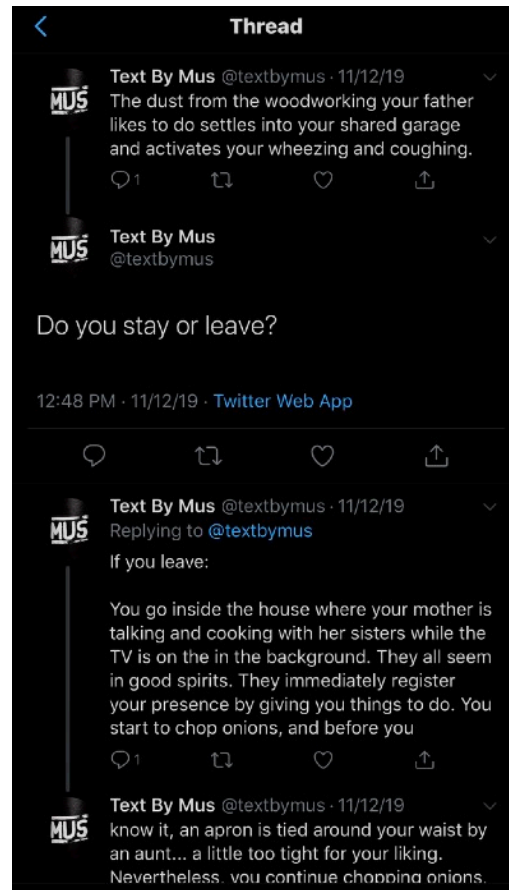 Thread
Text By Mus @textbymus · 11/12/19
MUS
The dust from the woodworking your father
likes to do settles into your shared garage
and activates your wheezing and coughing.
1
Text By Mus
MUS
@textbymus
Do you stay or leave?
12:48 PM · 11/12/19 · Twitter Web App
Text By Mus @textbymus · 11/12/19
MUS
Replying to @textbymus
If you leave:
You go inside the house where your mother is
talking and cooking with her sisters while the
TV is on the in the background. They all seem
in good spirits. They immediately register
your presence by giving you things to do. You
start to chop onions, and before you
1
Text By Mus @textbymus · 11/12/19
MUS
know it, an apron is tied around your waist by
an aunt... a little too tight for your liking.
Nevertheless, you continue chopping onions.